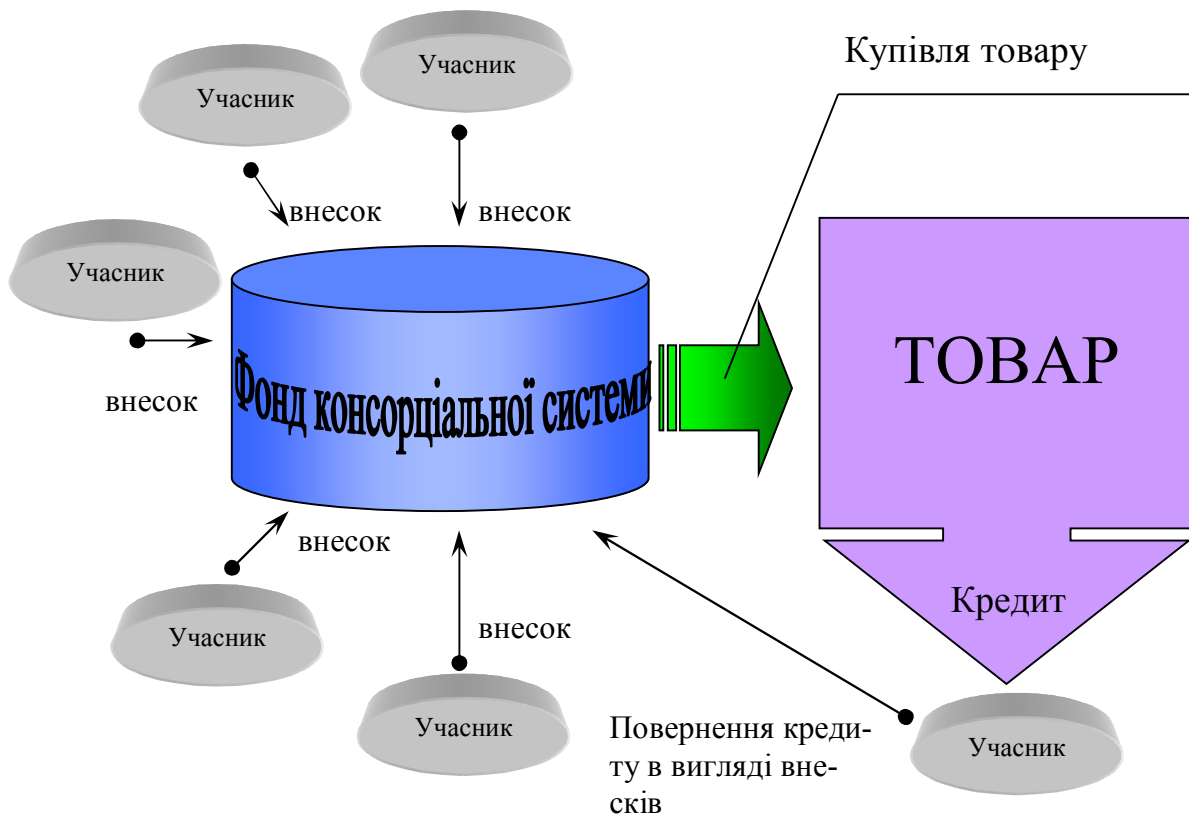 Учасник
Учасник
Купівля товару
внесок
внесок
Учасник
внесок
Фонд консорціальної системи
ТОВАР
внесок
Учасник
внесок
Учасник
Кредит
Повернення креди-
ту в вигляді вне-
сків
Учасник